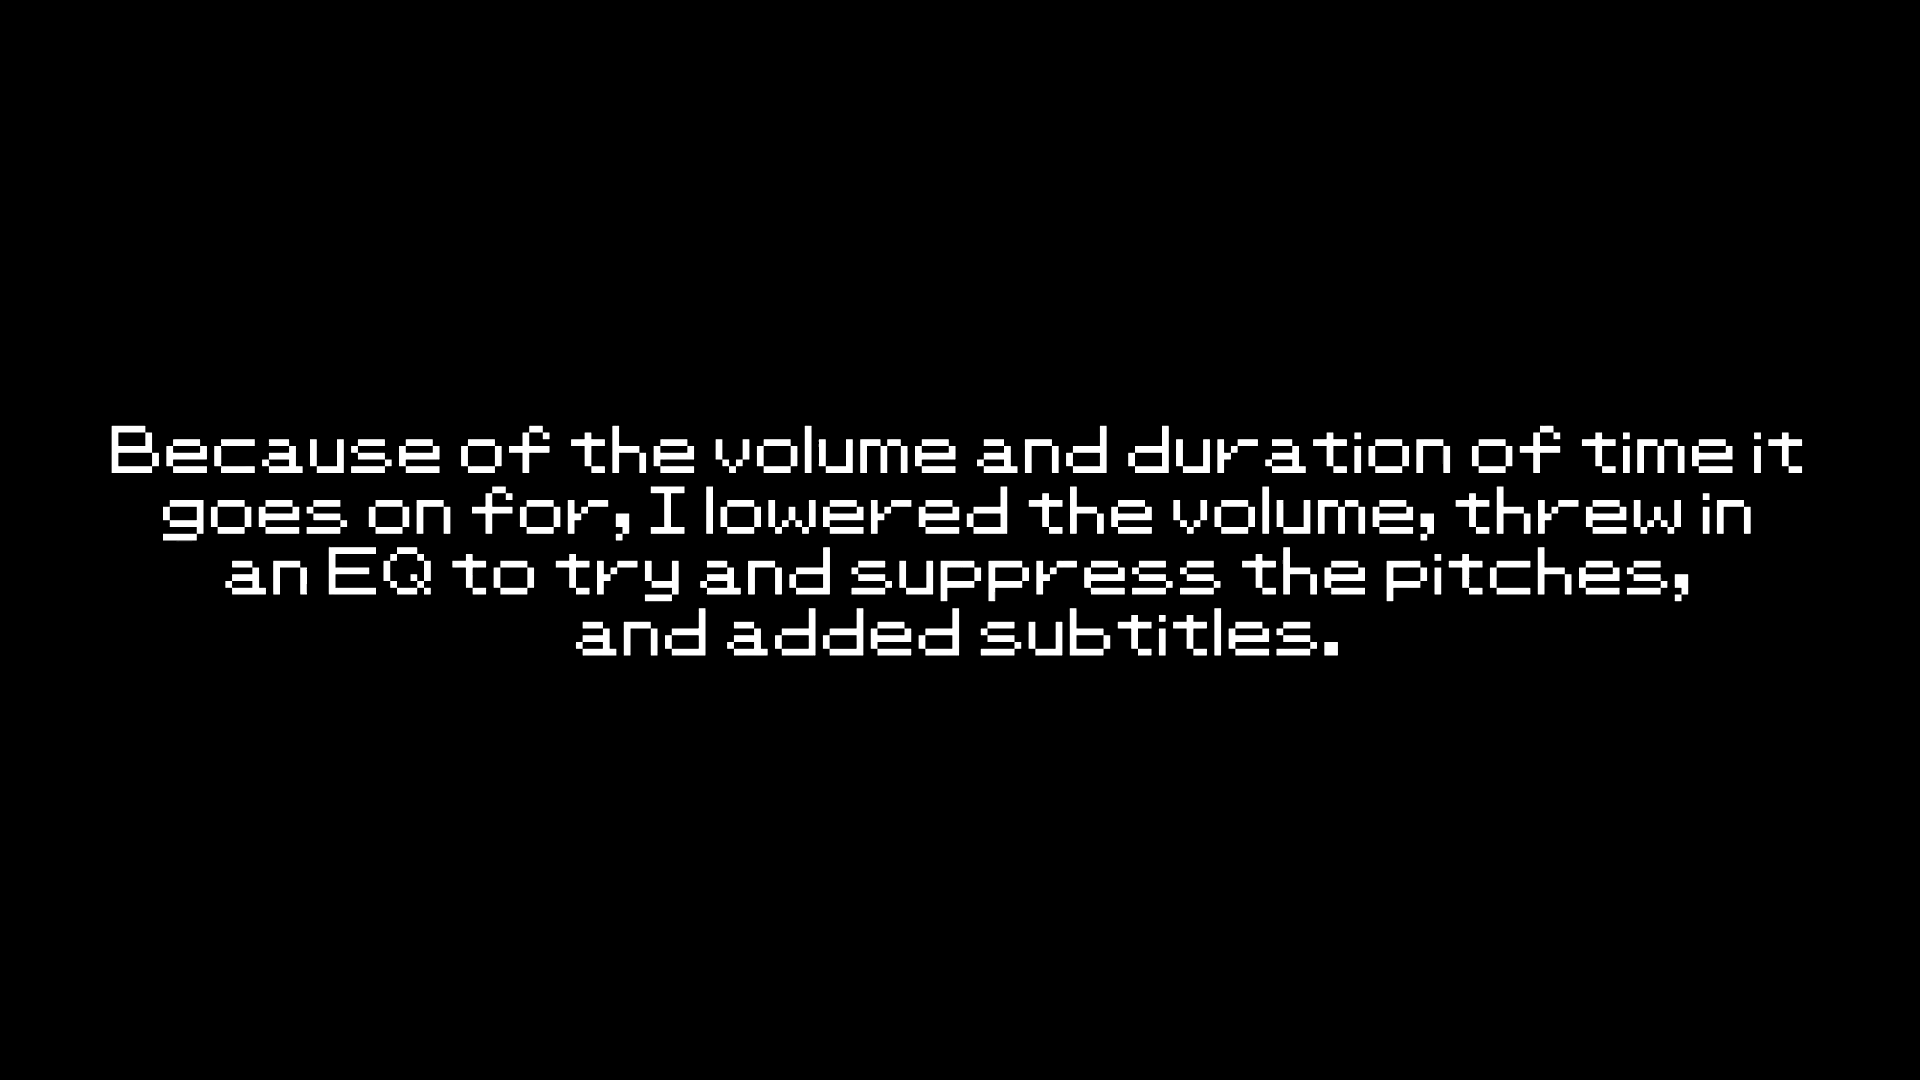 Because of the volume and duration of time it
goes on for, I lowered the volume, threw in
an EQ to try and suppress the pitches,
and added subtitles.